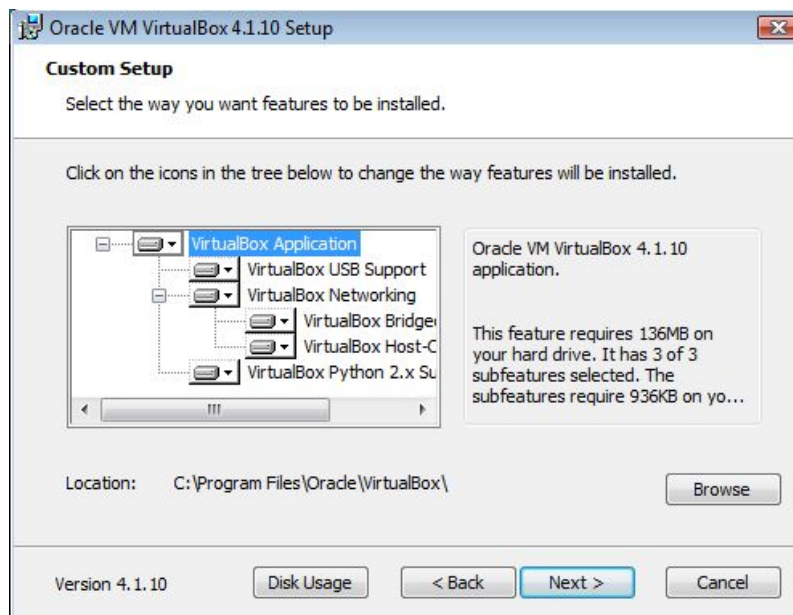 Oracle VM VirtualBox 4.1.10 Setup
Custom Setup
Select the way you want features to be installed.
Click on the icons in the tree below to change the way features will be installed.
VirtualBox Application
VirtualBox USB Support
VirtualBox Networking
VirtualBox Bridge
VirtualBox Host-C
VirtualBox Python 2.x Su
Oracle VM VirtualBox 4.1.10
application.
This feature requires 136MB on
your hard drive. It has 3 of 3
subfeatures selected. The
subfeatures require 936KB on yo...
Location: C:\Program Files\Oracle\VirtualBox\
Browse
Version 4.1.10
Disk Usage
< Back
Next >
Cancel